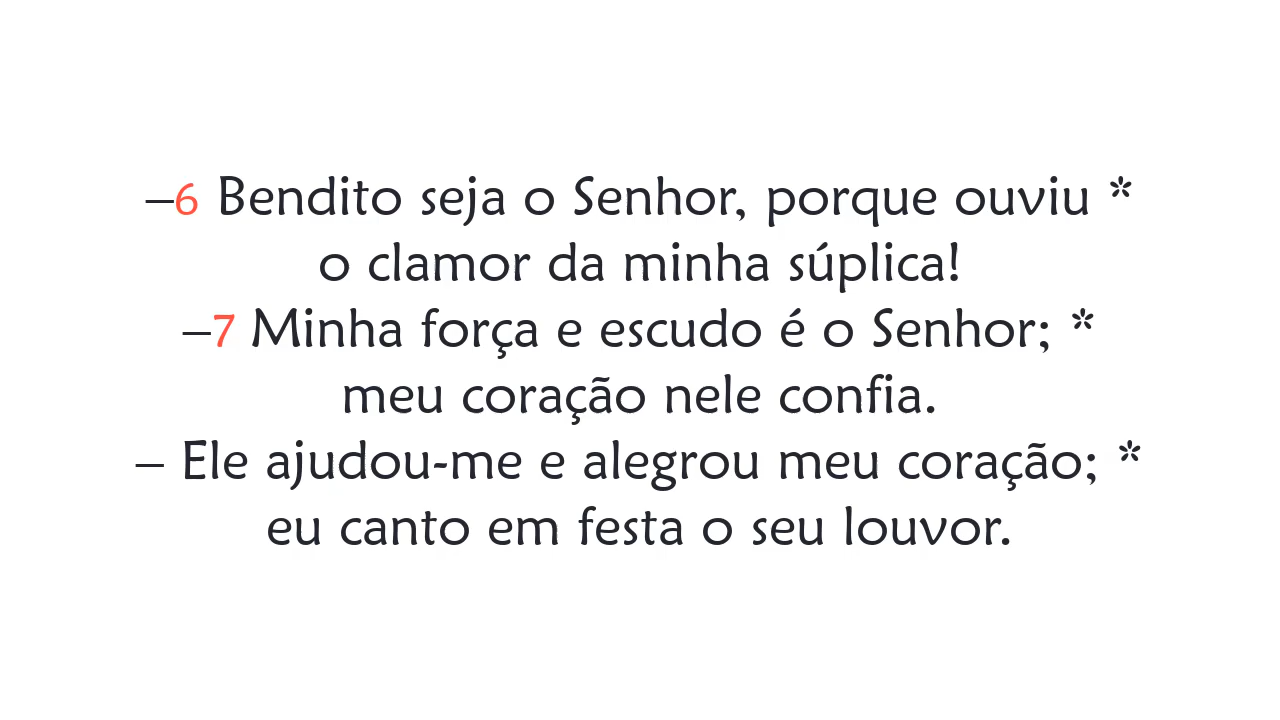 –6 Bendito seja o Senhor, porque ouviu *
o clamor da minha súplica!
–7 Minha força e escudo é o Senhor; *
meu coração nele confia.
– Ele ajudou-me e alegrou meu coração; *
eu canto em festa o seu louvor.